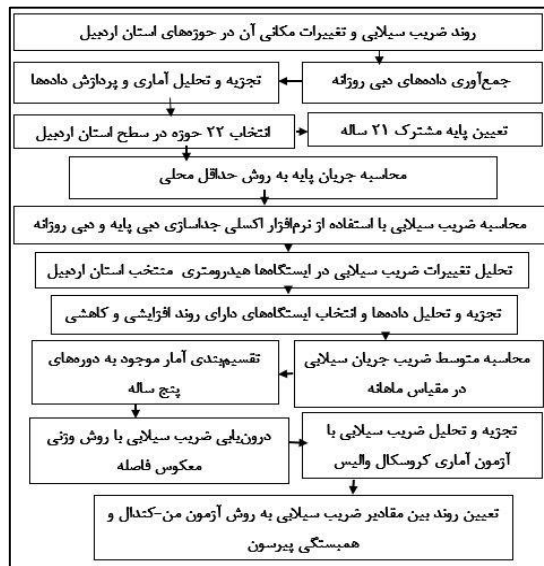 روند ضریب سیلابی و تغییرات مکانی آن در حوزه‌های استان اردبیل
جمع‌آوری داده‌های دبی روزانه
تجزیه و تحلیل آماری و پردازش داده‌ها
انتخاب ۲۲ حوزه در سطح استان اردبیل
تعیین پایه مشترک ۲۱ ساله
محاسبه جریان پایه به روش حداقل محلی
محاسبه ضریب سیلابی با استفاده از نرم‌افزار اکسلی جداسازی دبی پایه و دبی روزانه
تحلیل تغییرات ضریب سیلابی در ایستگاه‌ها هیدرومتری منتخب استان اردبیل
تجزیه و تحلیل داده‌ها و انتخاب ایستگاه‌های دارای روند افزایشی و کاهشی
محاسبه متوسط ضریب جریان سیلابی
در مقیاس ماهانه
تقسیم‌بندی آمار موجود به دوره‌های
پنج ساله
درون‌یابی ضریب سیلابی با روش وزنی
معکوس فاصله
تجزیه و تحلیل ضریب سیلابی با
آزمون آماری کروسکال والیس
تعیین روند بین مقادیر ضریب سیلابی به روش آزمون من-کندال و
همبستگی پیرسون